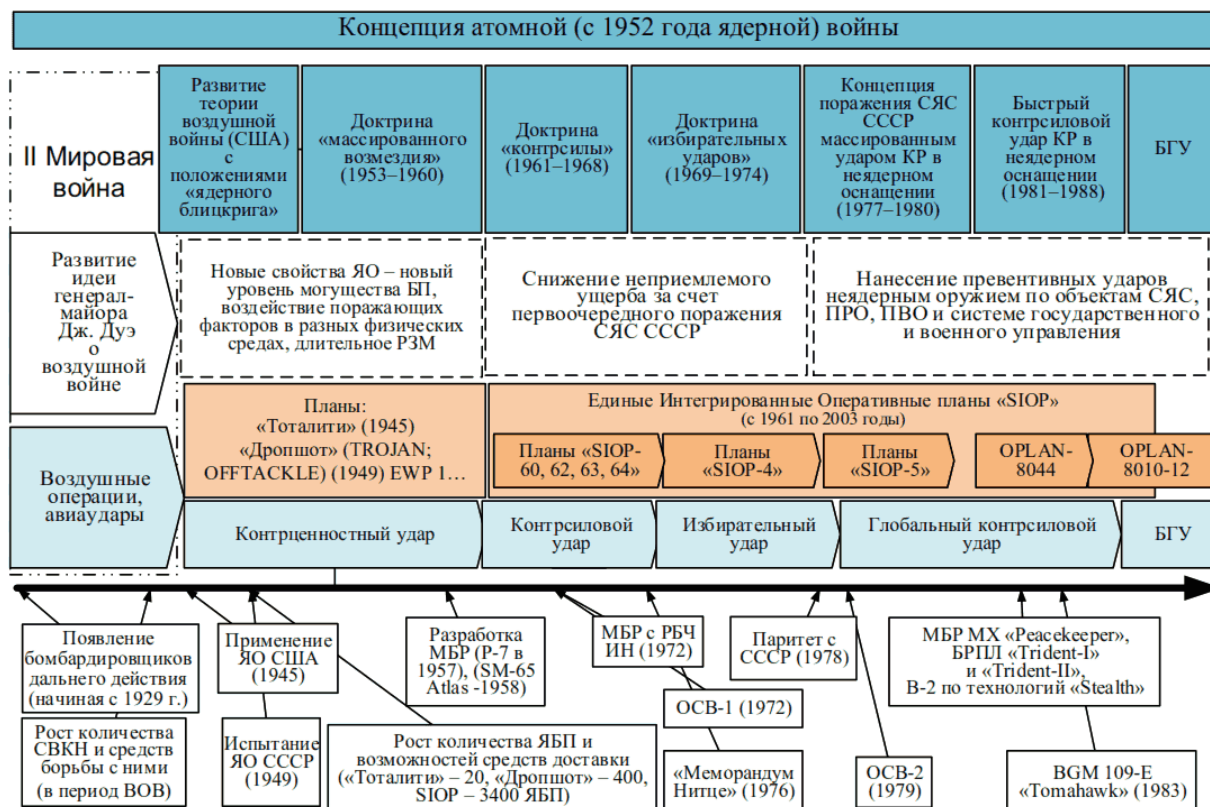 Концепция атомной (с 1952 года ядерной) войны
II Мировая
война
Развитие
теории
воздушной
войны (США)
с
положениями
«ядерного
блицкрига»
Доктрина
«массированного
возмездия»
(1953–1960)
Доктрина
«контрсилы»
(1961–1968)
Доктрина
«избирательных
ударов»
(1969–1974)
Концепция
поражения СЯС
СССР
массированным
ударом КР в
неядерном
оснащении
(1977–1980)
Быстрый
контрсиловой
удар КР в
неядерном
оснащении
(1981–1988)
БГУ
Развитие
идеи
генерал-
майора
Дж. Дуэ
о
воздушной
войне
Новые свойства ЯО – новый
уровень могущества БП,
воздействие поражающих
факторов в разных физических
средах, длительное РЗМ
Снижение неприемлемого
ущерба за счет
первоочередного поражения
СЯС СССР
Нанесение превентивных ударов
неядерным оружием по объектам СЯС,
ПРО, ПВО и системе государственного
и военного управления
Планы:
«Тоталити» (1945)
«Дропшот» (TROJAN;
OFFTACKLE) (1949) EWP 1…
Единые Интегрированные Оперативные планы «SIOP»
(с 1961 по 2003 годы)
Планы «SIOP-
60, 62, 63, 64»
Планы
«SIOP-4»
Планы
«SIOP-5»
OPLAN-
8044
OPLAN-
8010-12
Воздушные
операции,
авиаудары
Контрценностный удар
Контрсиловой
удар
Избирательный
удар
Глобальный контрсиловой
удар
БГУ
Появление
бомбардировщиков
дальнего действия
(начиная с 1929 г.)
Применение
ЯО США
(1945)
Разработка
МБР (Р-7 в
1957), (SM-65
Atlas -1958)
МБР с РБЧ
ИН (1972)
Паритет с
СССР (1978)
МБР MX «Peacekeeper»,
БРПЛ «Trident-I»
и «Trident-II»,
В-2 по технологий «Stealth»
ОСВ-1 (1972)
Рост количества
СВКН и средств
борьбы с ними
(в период ВОВ)
Испытание
ЯО СССР
(1949)
Рост количества ЯБП и
возможностей средств доставки
(«Тоталити» – 20, «Дропшот» – 400,
SIOP – 3400 ЯБП)
«Меморандум
Нитце»
(1976)
ОСВ-2
(1979)
BGM 109-E
«Tomahawk» (1983)